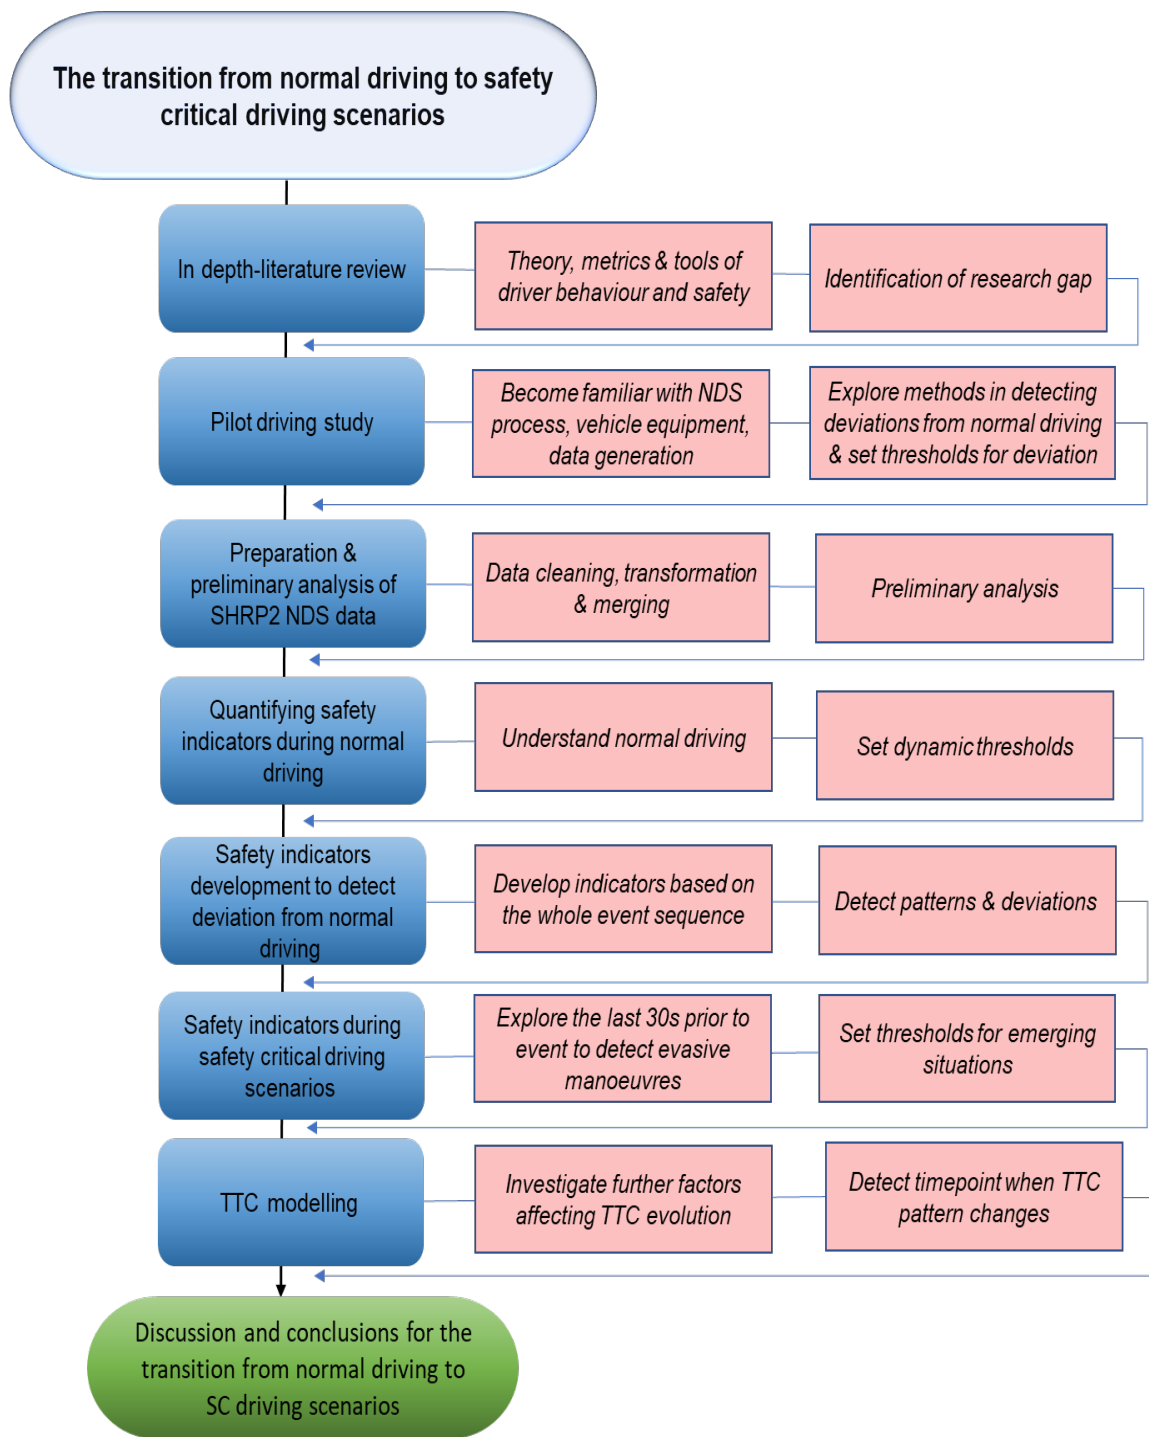 The transition from normal driving to safety
critical driving scenarios
In depth-literature review
Theory, metrics & tools of
driver behaviour and safety
Identification of research gap
Pilot driving study
Become familiar with NDS
process, vehicle equipment,
data generation
Explore methods in detecting
deviations from normal driving
& set thresholds for deviation
Preparation &
preliminary analysis of
SHRP2 NDS data
Data cleaning, transformation
& merging
Preliminary analysis
Quantifying safety
indicators during normal
driving
Understand normal driving
Set dynamic thresholds
Safety indicators
development to detect
deviation from normal
driving
Develop indicators based on
the whole event sequence
Detect patterns & deviations
Safety indicators during
safety critical driving
scenarios
Explore the last 30s prior to
event to detect evasive
manoeuvres
Set thresholds for emerging
situations
TTC modelling
Investigate further factors
affecting TTC evolution
Detect timepoint when TTC
pattern changes
Discussion and conclusions for the
transition from normal driving to
SC driving scenarios